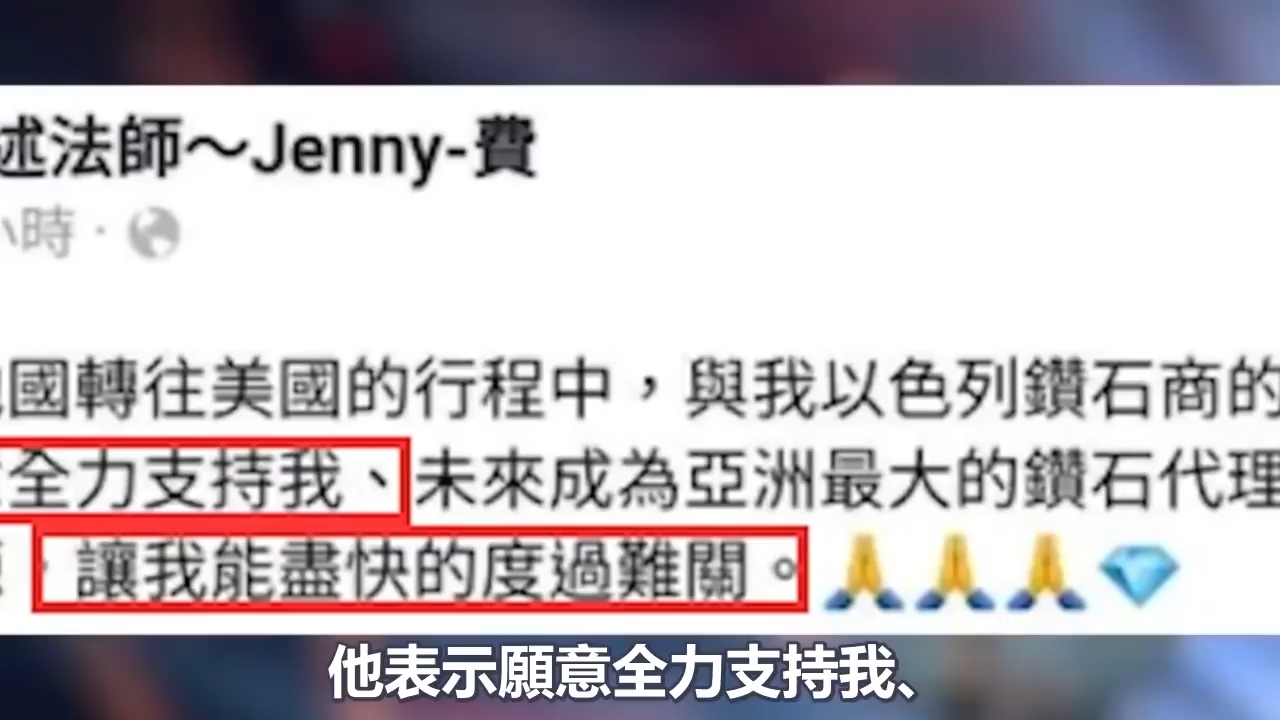 述法師～Jenny-費
小時 ·
國轉往美國的行程中，與我以色列鑽石商的
全力支持我、未來成為亞洲最大的鑽石代理
，讓我能盡快的度過難關。🙏🙏🙏💎
他表示願意全力支持我、